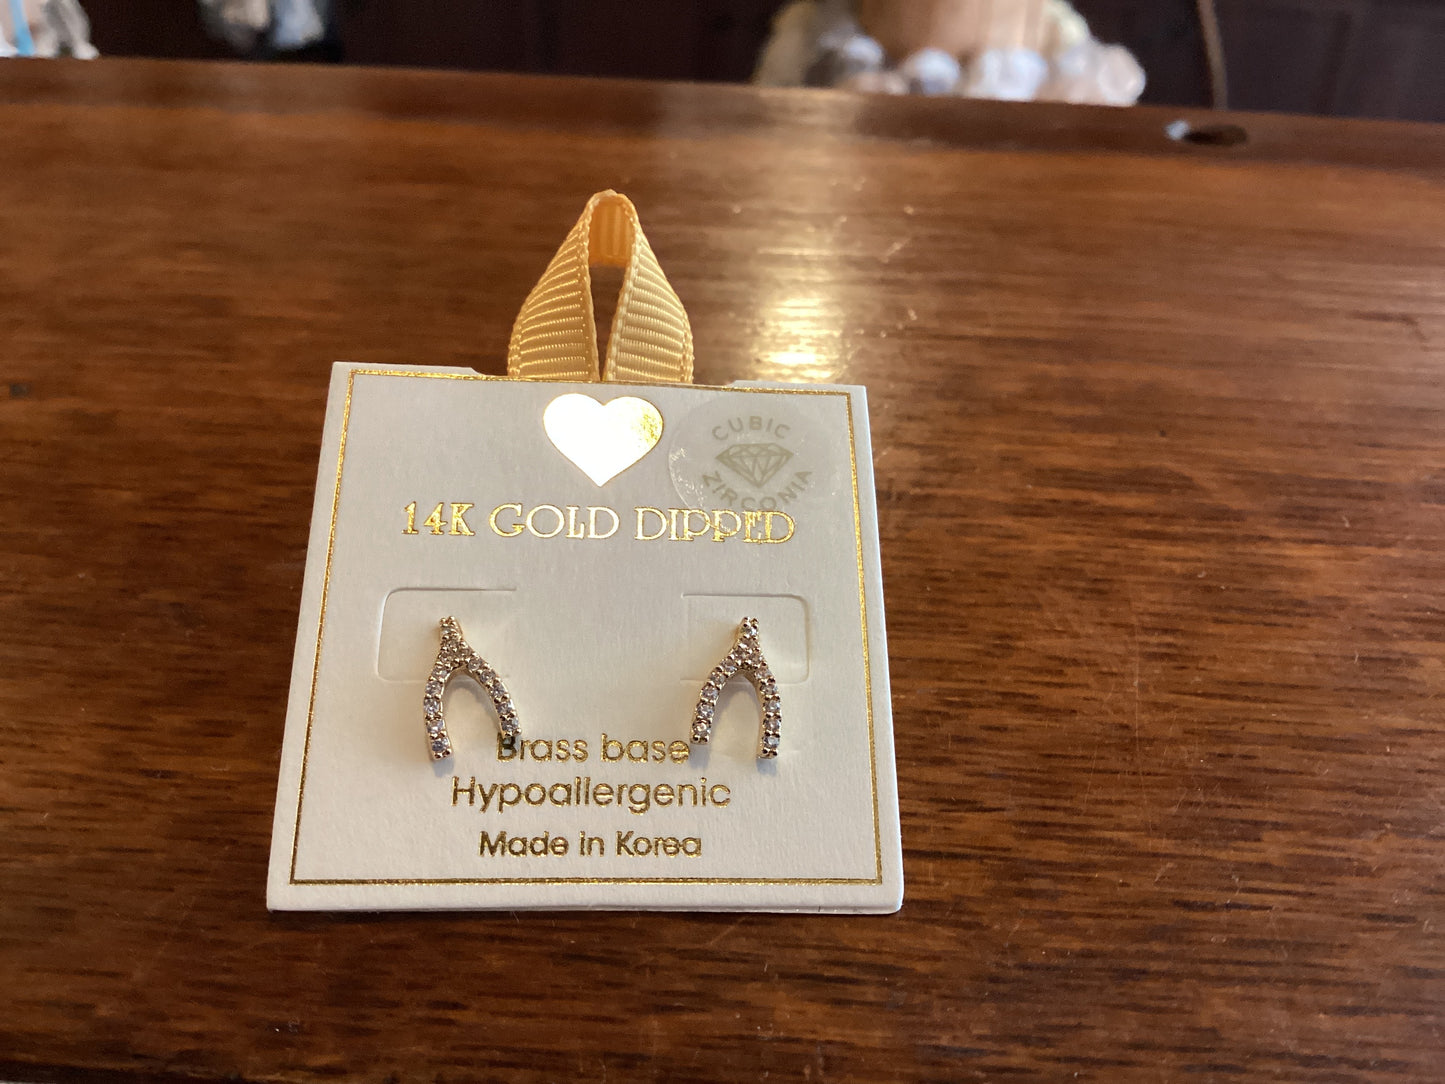 CUBIC
ZIRCONIA
14K GOLD DIPPED
Brass base
Hypoallergenic
Made in Korea